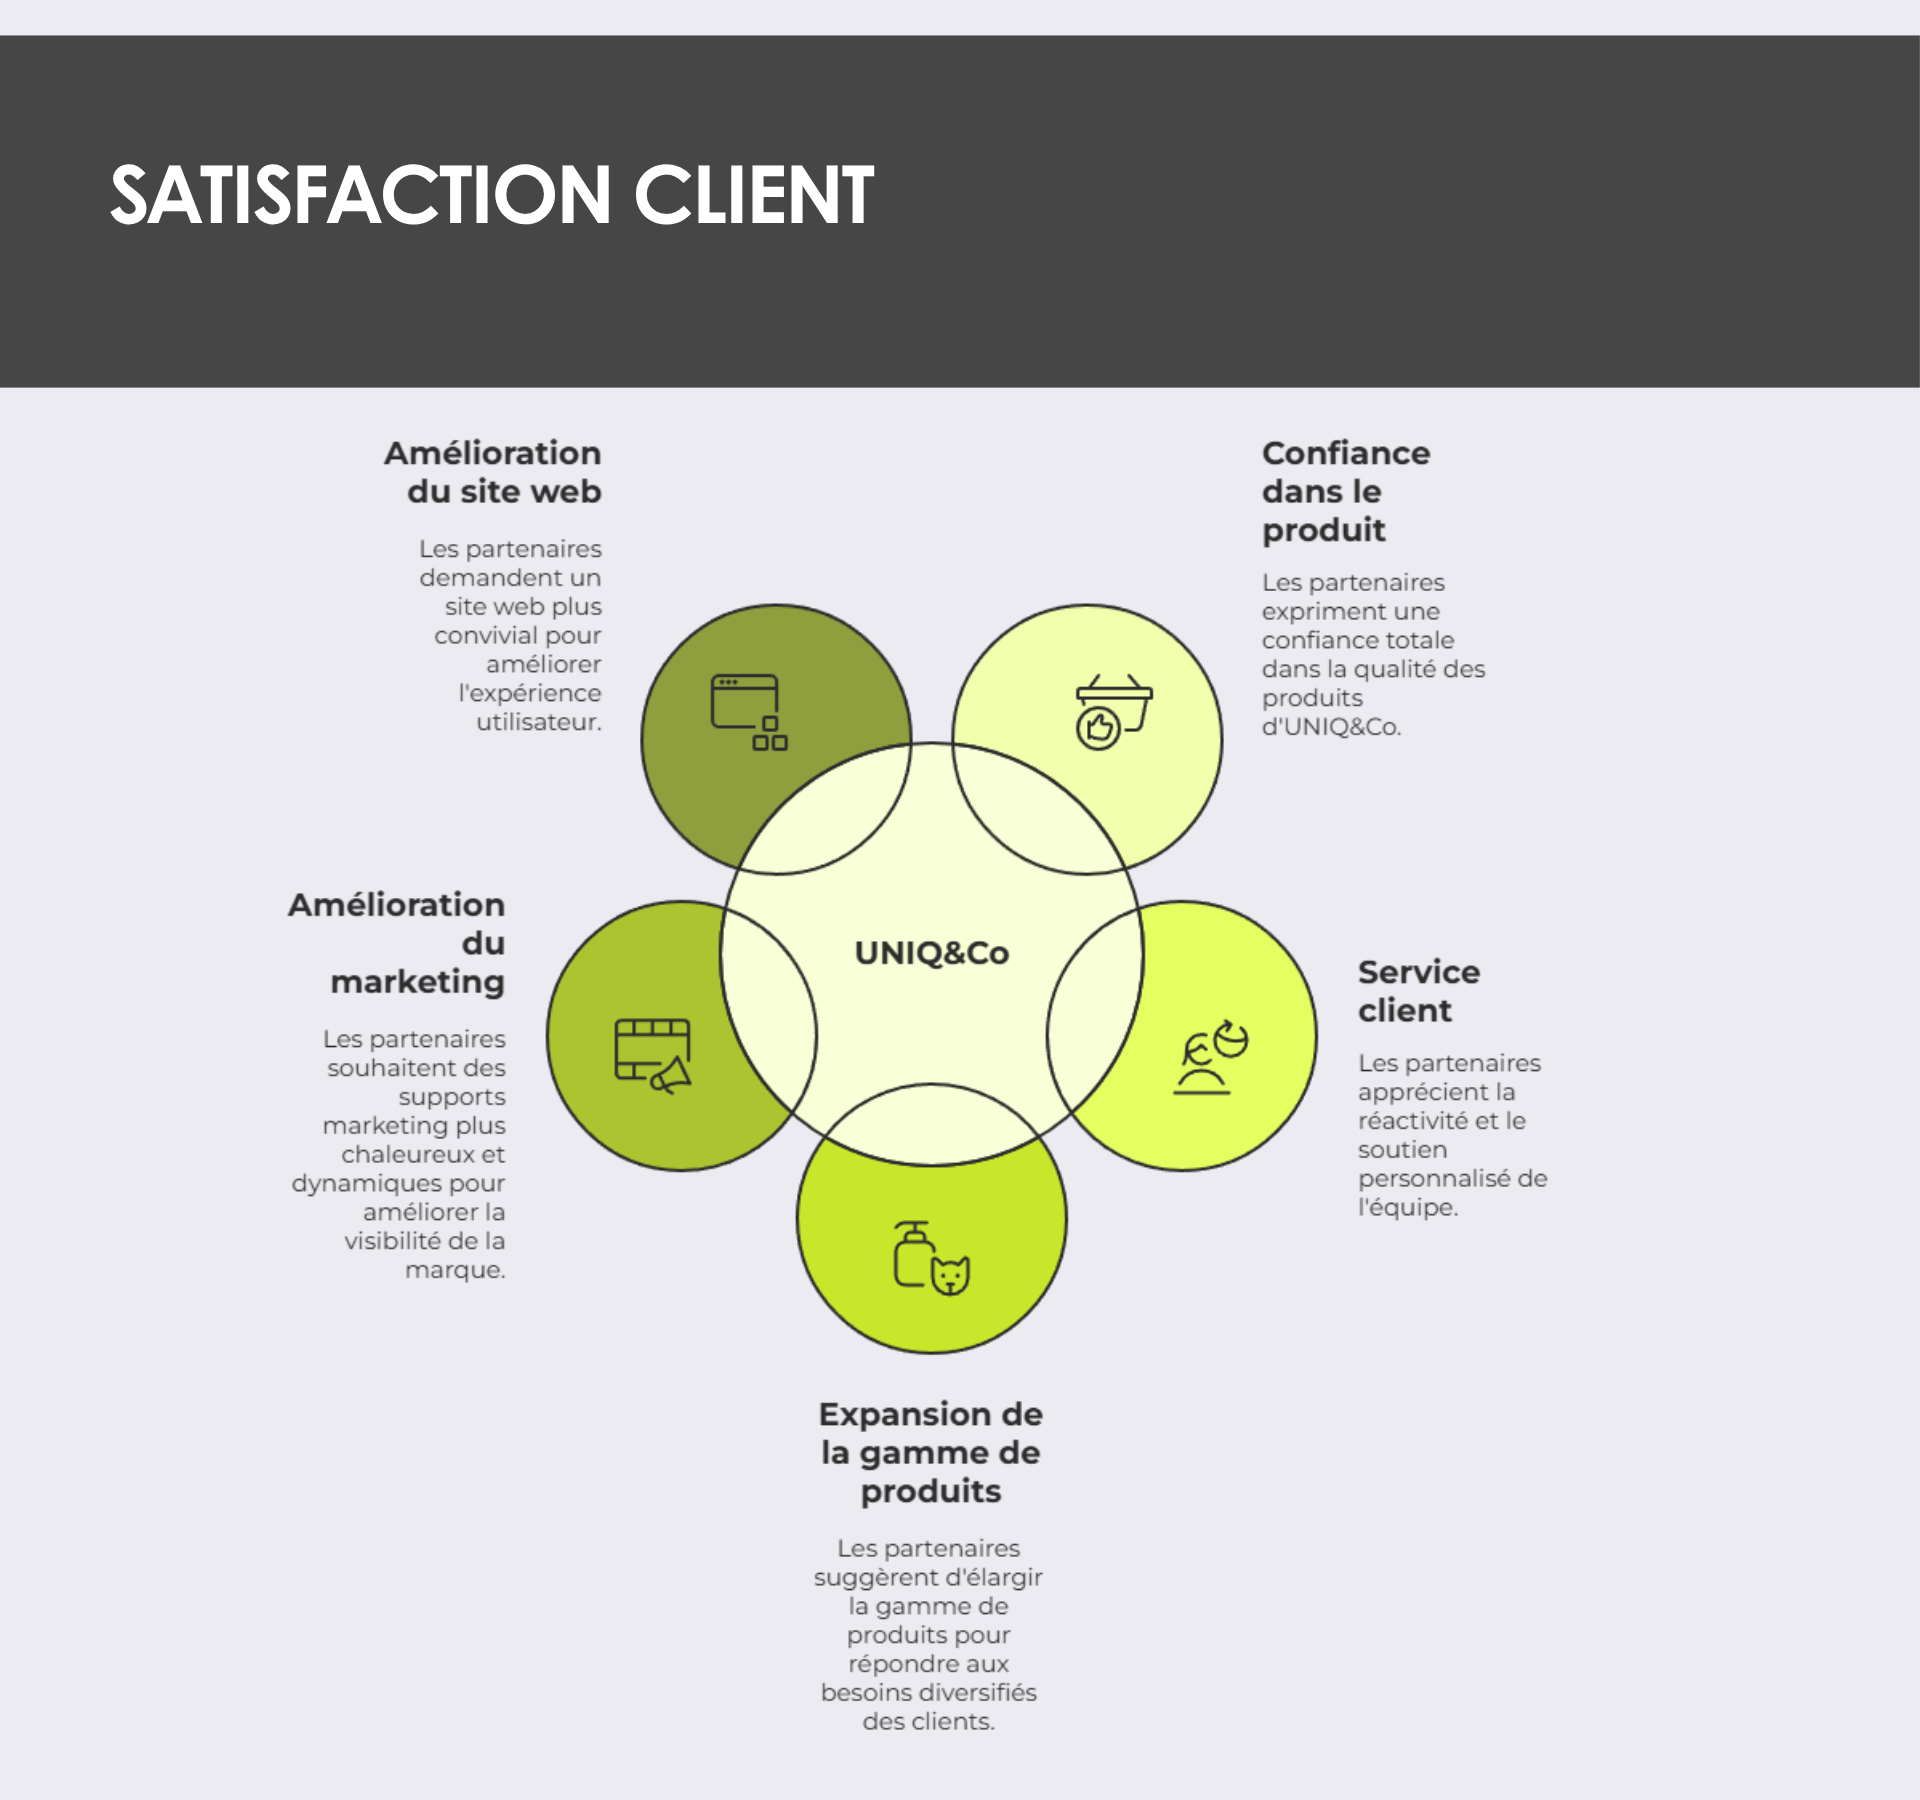 SATISFACTION CLIENT
Amélioration
du site web
Les partenaires
demandent un
site web plus
convivial pour
améliorer
l'expérience
utilisateur.
Confiance
dans le
produit
Les partenaires
expriment une
confiance totale
dans la qualité des
produits
d'UNIQ&Co.
Amélioration
du
marketing
Les partenaires
souhaitent des
supports
marketing plus
chaleureux et
dynamiques pour
améliorer la
visibilité de la
marque.
UNIQ&Co
Service
client
Les partenaires
apprécient la
réactivité et le
soutien
personnalisé de
l'équipe.
Expansion de
la gamme de
produits
Les partenaires
suggèrent d'élargir
la gamme de
produits pour
répondre aux
besoins diversifiés
des clients.